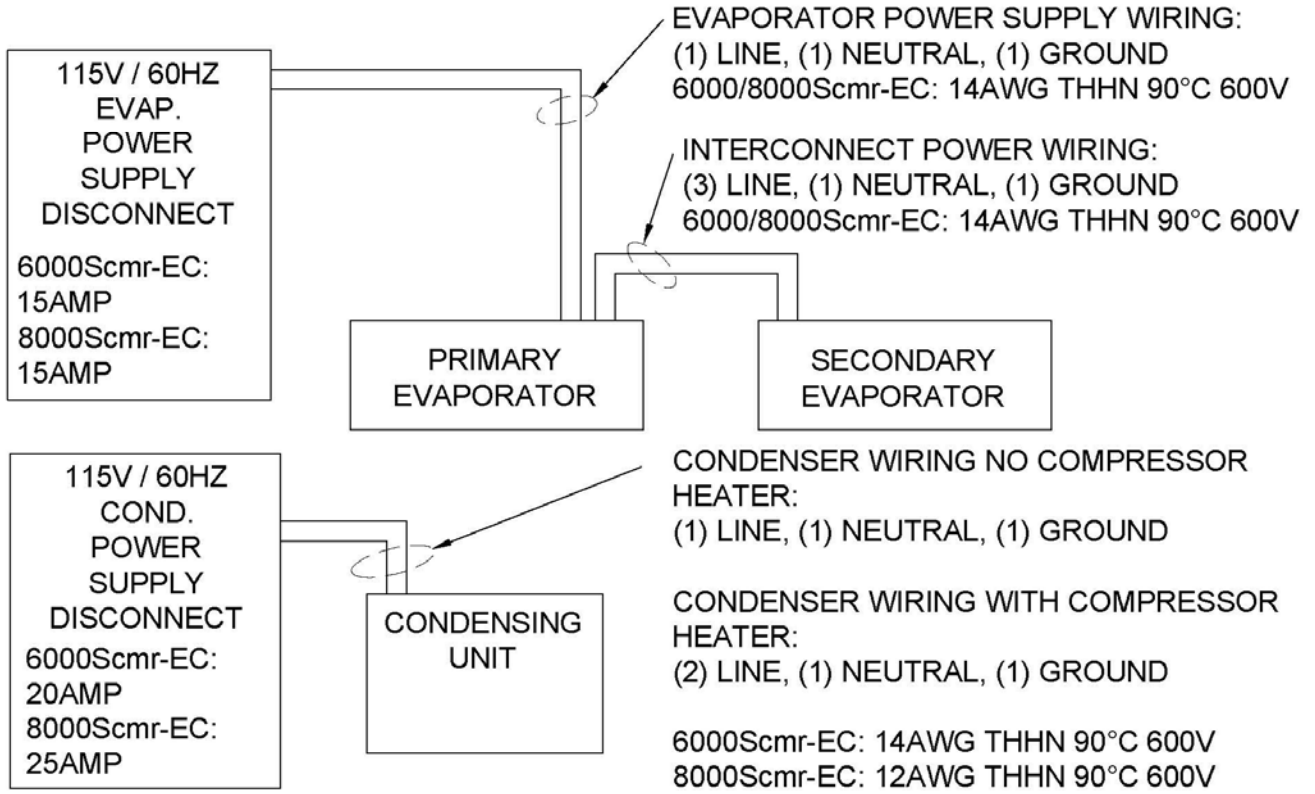 EVAPORATOR POWER SUPPLY WIRING:
(1) LINE, (1) NEUTRAL, (1) GROUND
6000/8000Scmr-EC: 14AWG THHN 90°C 600V
115V / 60HZ
EVAP.
POWER
SUPPLY
DISCONNECT
6000Scmr-EC:
15AMP
8000Scmr-EC:
15AMP
INTERCONNECT POWER WIRING:
(3) LINE, (1) NEUTRAL, (1) GROUND
6000/8000Scmr-EC: 14AWG THHN 90°C 600V
PRIMARY
EVAPORATOR
SECONDARY
EVAPORATOR
115V / 60HZ
COND.
POWER
SUPPLY
DISCONNECT
6000Scmr-EC:
20AMP
8000Scmr-EC:
25AMP
CONDENSING
UNIT
CONDENSER WIRING NO COMPRESSOR
HEATER:
(1) LINE, (1) NEUTRAL, (1) GROUND
CONDENSER WIRING WITH COMPRESSOR
HEATER:
(2) LINE, (1) NEUTRAL, (1) GROUND
6000Scmr-EC: 14AWG THHN 90°C 600V
8000Scmr-EC: 12AWG THHN 90°C 600V